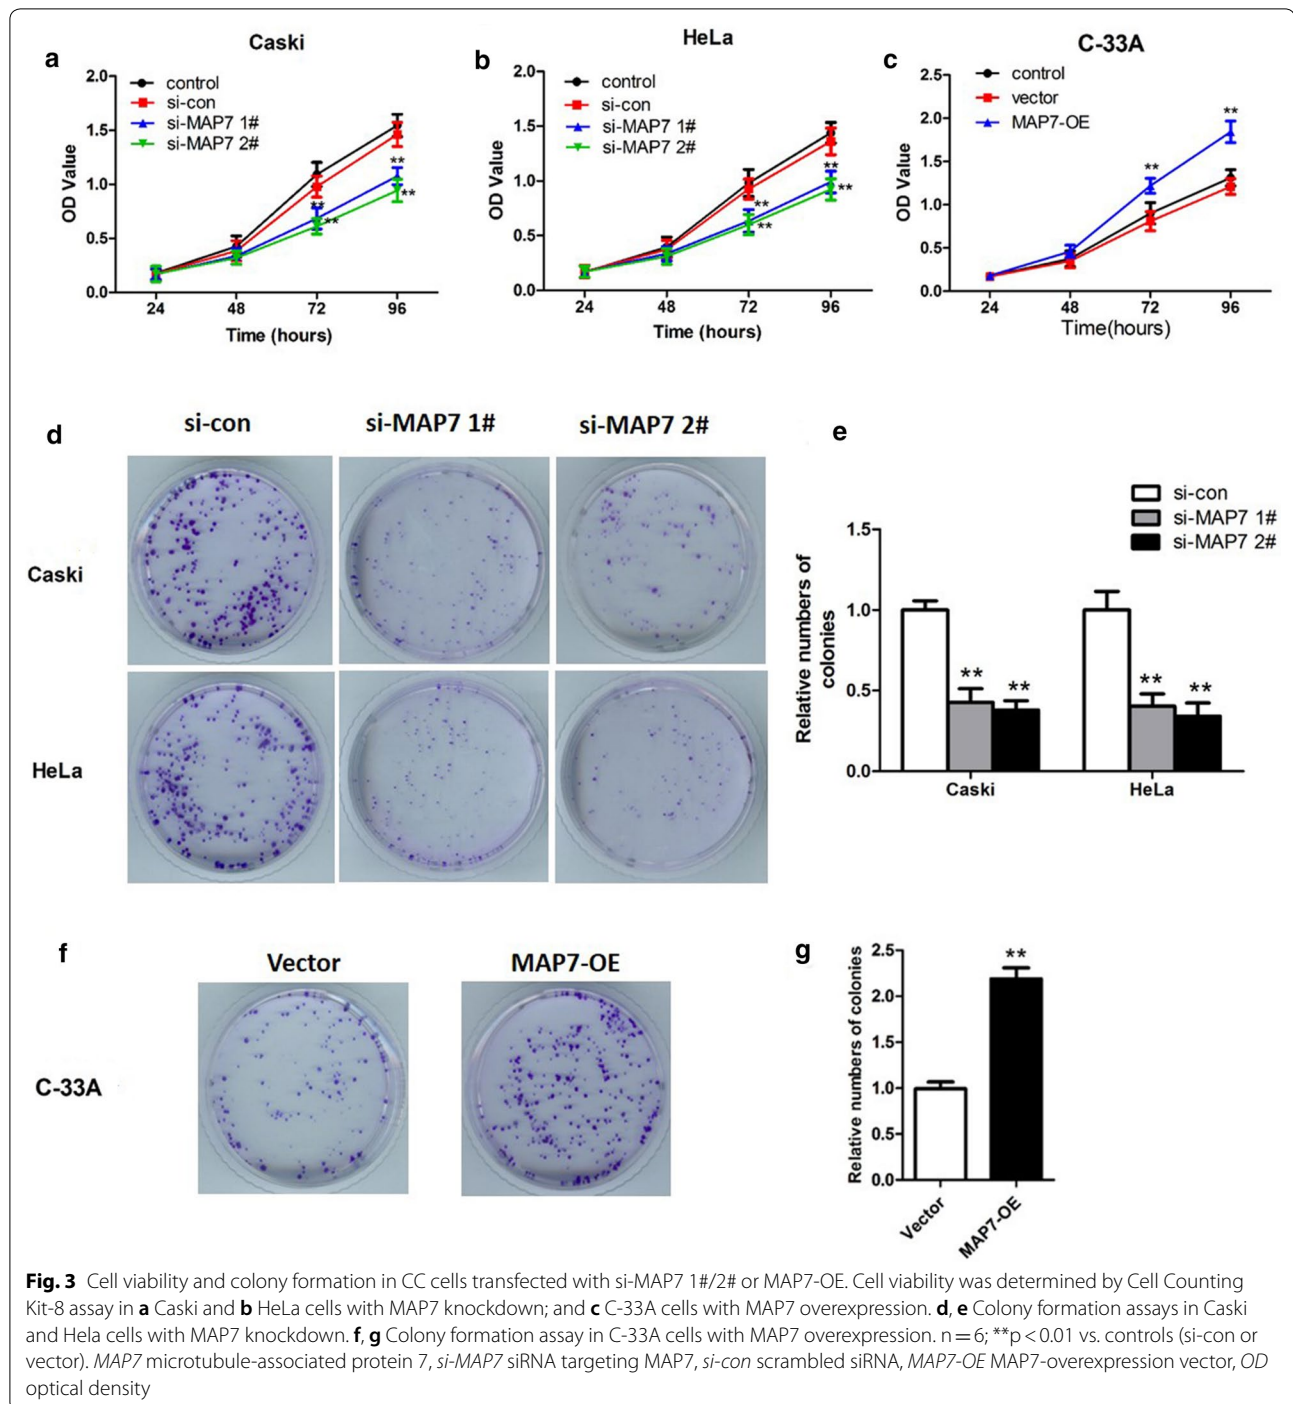 a
Caski
control
si-con
si-MAP7 1#
si-MAP7 2#
OD Value
2.0
1.5
1.0
0.5
0.0
**
**
**
**
24 48 72 96
Time (hours)
b
HeLa
control
si-con
si-MAP7 1#
si-MAP7 2#
OD Value
2.0
1.5
1.0
0.5
0.0
**
**
**
**
24 48 72 96
Time (hours)
c
C-33A
control
vector
MAP7-OE
OD Value
2.5
2.0
1.5
1.0
0.5
0.0
**
**
24 48 72 96
Time(hours)
d
si-con si-MAP7 1# si-MAP7 2#
Caski
HeLa
e
si-con
si-MAP7 1#
si-MAP7 2#
Relative numbers of
colonies
1.5
1.0
0.5
0.0
** ** ** **
Caski HeLa
f
Vector MAP7-OE
C-33A
g
Relative numbers of colonies
2.5
2.0
1.5
1.0
0.5
0.0
**
Vector
MAP7-OE
Fig. 3 Cell viability and colony formation in CC cells transfected with si-MAP7 1#/2# or MAP7-OE. Cell viability was determined by Cell Counting
Kit-8 assay in a Caski and b HeLa cells with MAP7 knockdown; and c C-33A cells with MAP7 overexpression. d, e Colony formation assays in Caski
and Hela cells with MAP7 knockdown. f, g Colony formation assay in C-33A cells with MAP7 overexpression. n = 6; **p < 0.01 vs. controls (si-con or
vector). MAP7 microtubule-associated protein 7, si-MAP7 siRNA targeting MAP7, si-con scrambled siRNA, MAP7-OE MAP7-overexpression vector, OD
optical density